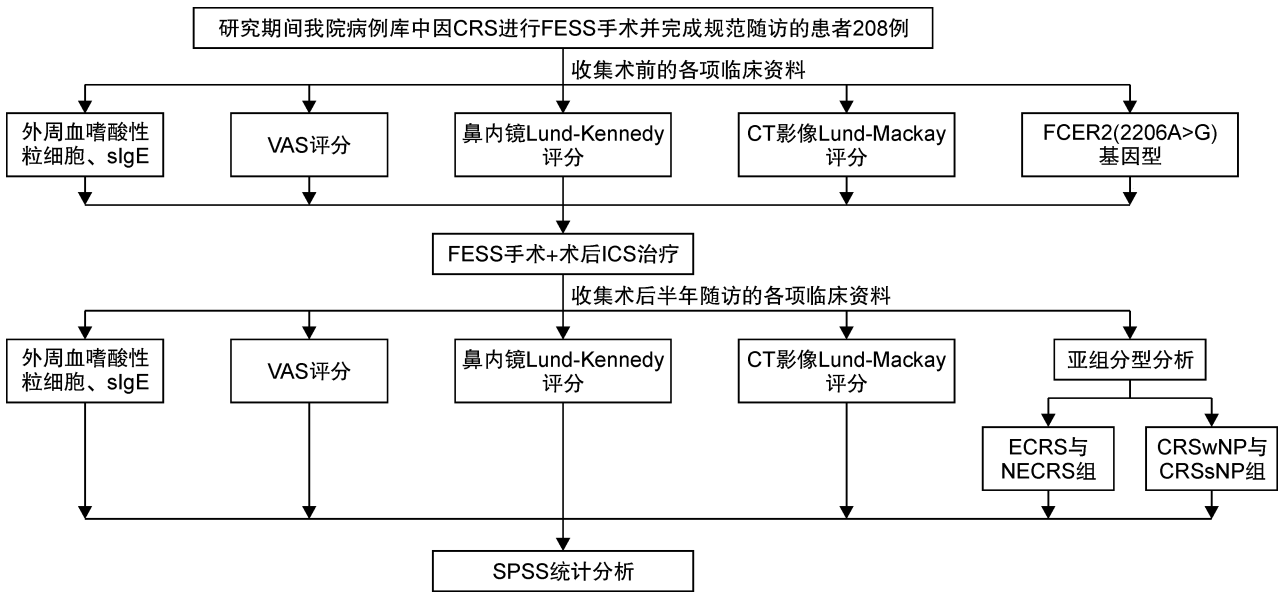 研究期间我院病例库中因CRS进行FESS手术并完成规范随访的患者208例
收集术前的各项临床资料
外周血嗜酸性
粒细胞、sIgE
VAS评分
鼻内镜Lund-Kennedy
评分
CT影像Lund-Mackay
评分
FCER2(2206A>G)
基因型
FESS手术+术后ICS治疗
收集术后半年随访的各项临床资料
外周血嗜酸性
粒细胞、sIgE
VAS评分
鼻内镜Lund-Kennedy
评分
CT影像Lund-Mackay
评分
亚组分型分析
ECRS与
NECRS组
CRSwNP与
CRSsNP组
SPSS统计分析